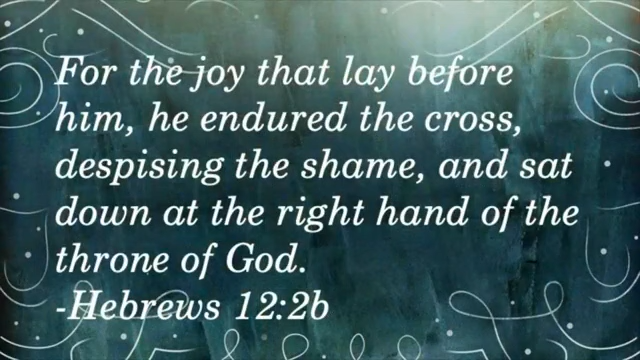 For the joy that lay before
him, he endured the cross,
despising the shame, and sat
down at the right hand of the
throne of God.
-Hebrews 12:2b